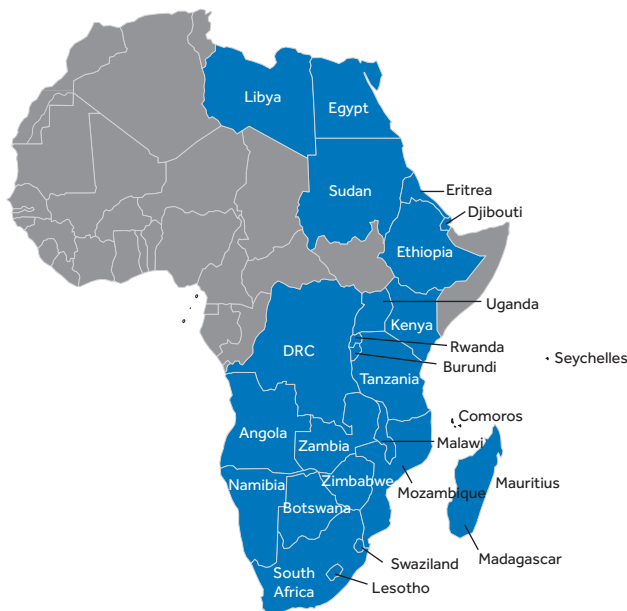 Libya
Egypt
Sudan
Eritrea
Djibouti
Ethiopia
Uganda
Kenya
DRC
Rwanda
Burundi
Seychelles
Tanzania
Comoros
Angola
Malawi
Zambia
Zimbabwe
Namibia
Mozambique
Mauritius
Botswana
Madagascar
Swaziland
South
Africa
Lesotho